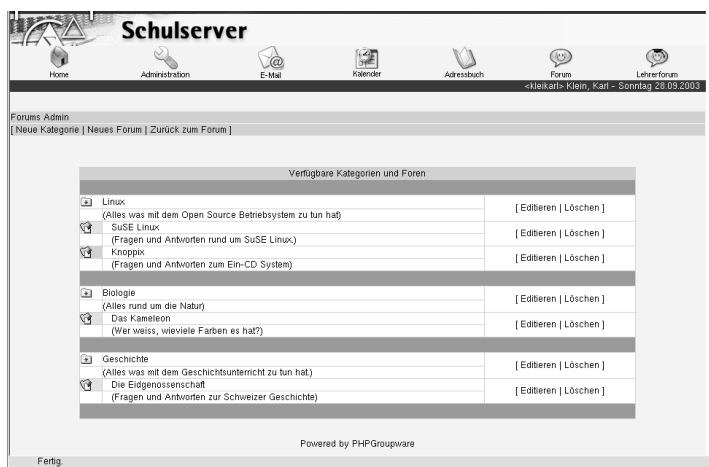 Schulserver
Home Administration E-Mail Kalender Adressbuch Forum Lehrerforum
<kleikarl> Klein, Karl - Sonntag 28.09.2003
Forums Admin
[ Neue Kategorie | Neues Forum | Zurück zum Forum ]
Verfügbare Kategorien und Foren
Linux
(Alles was mit dem Open Source Betriebsystem zu tun hat)
[ Editieren | Löschen ]
SuSE Linux
(Fragen und Antworten rund um SuSE Linux.)
[ Editieren | Löschen ]
Knoppix
(Fragen und Antworten zum Ein-CD System)
[ Editieren | Löschen ]
Biologie
(Alles rund um die Natur)
[ Editieren | Löschen ]
Das Kameleon
(Wer weiss, wieviele Farben es hat?)
[ Editieren | Löschen ]
Geschichte
(Alles was mit dem Geschichtsunterricht zu tun hat.)
[ Editieren | Löschen ]
Die Eidgenossenschaft
(Fragen und Antworten zur Schweizer Geschichte)
[ Editieren | Löschen ]
Powered by PHPGroupware
Fertig.